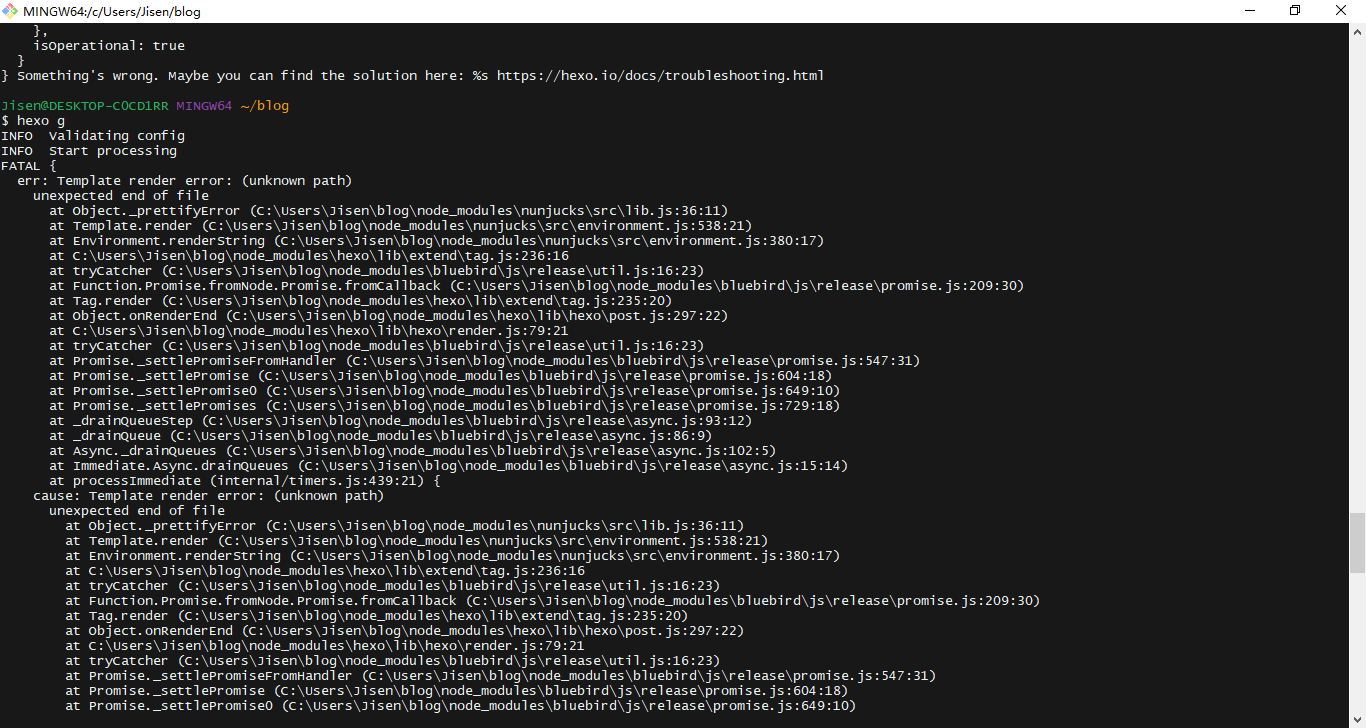 MINGW64:/c/Users/Jisen/blog
    },
    isOperational: true
  }
} Something's wrong. Maybe you can find the solution here: %s https://hexo.io/docs/troubleshooting.html
Jisen@DESKTOP-C0CD1RR MINGW64 ~/blog
$ hexo g
INFO  Validating config
INFO  Start processing
FATAL {
  err: Template render error: (unknown path)
    unexpected end of file
      at Object._prettifyError (C:\Users\Jisen\blog\node_modules\nunjucks\src\lib.js:36:11)
      at Template.render (C:\Users\Jisen\blog\node_modules\nunjucks\src\environment.js:538:21)
      at Environment.renderString (C:\Users\Jisen\blog\node_modules\nunjucks\src\environment.js:380:17)
      at C:\Users\Jisen\blog\node_modules\hexo\lib\extend\tag.js:236:16
      at tryCatcher (C:\Users\Jisen\blog\node_modules\bluebird\js\release\util.js:16:23)
      at Function.Promise.fromNode.Promise.fromCallback (C:\Users\Jisen\blog\node_modules\bluebird\js\release\promise.js:209:30)
      at Tag.render (C:\Users\Jisen\blog\node_modules\hexo\lib\extend\tag.js:235:20)
      at Object.onRenderEnd (C:\Users\Jisen\blog\node_modules\hexo\lib\hexo\post.js:297:22)
      at C:\Users\Jisen\blog\node_modules\hexo\lib\hexo\render.js:79:21
      at tryCatcher (C:\Users\Jisen\blog\node_modules\bluebird\js\release\util.js:16:23)
      at Promise._settlePromiseFromHandler (C:\Users\Jisen\blog\node_modules\bluebird\js\release\promise.js:547:31)
      at Promise._settlePromise (C:\Users\Jisen\blog\node_modules\bluebird\js\release\promise.js:604:18)
      at Promise._settlePromise0 (C:\Users\Jisen\blog\node_modules\bluebird\js\release\promise.js:649:10)
      at Promise._settlePromises (C:\Users\Jisen\blog\node_modules\bluebird\js\release\promise.js:729:18)
      at _drainQueueStep (C:\Users\Jisen\blog\node_modules\bluebird\js\release\async.js:93:12)
      at _drainQueue (C:\Users\Jisen\blog\node_modules\bluebird\js\release\async.js:86:9)
      at Async._drainQueues (C:\Users\Jisen\blog\node_modules\bluebird\js\release\async.js:102:5)
      at Immediate.Async.drainQueues (C:\Users\Jisen\blog\node_modules\bluebird\js\release\async.js:15:14)
      at processImmediate (internal/timers.js:439:21) {
    cause: Template render error: (unknown path)
      unexpected end of file
        at Object._prettifyError (C:\Users\Jisen\blog\node_modules\nunjucks\src\lib.js:36:11)
        at Template.render (C:\Users\Jisen\blog\node_modules\nunjucks\src\environment.js:538:21)
        at Environment.renderString (C:\Users\Jisen\blog\node_modules\nunjucks\src\environment.js:380:17)
        at C:\Users\Jisen\blog\node_modules\hexo\lib\extend\tag.js:236:16
        at tryCatcher (C:\Users\Jisen\blog\node_modules\bluebird\js\release\util.js:16:23)
        at Function.Promise.fromNode.Promise.fromCallback (C:\Users\Jisen\blog\node_modules\bluebird\js\release\promise.js:209:30)
        at Tag.render (C:\Users\Jisen\blog\node_modules\hexo\lib\extend\tag.js:235:20)
        at Object.onRenderEnd (C:\Users\Jisen\blog\node_modules\hexo\lib\hexo\post.js:297:22)
        at C:\Users\Jisen\blog\node_modules\hexo\lib\hexo\render.js:79:21
        at tryCatcher (C:\Users\Jisen\blog\node_modules\bluebird\js\release\util.js:16:23)
        at Promise._settlePromiseFromHandler (C:\Users\Jisen\blog\node_modules\bluebird\js\release\promise.js:547:31)
        at Promise._settlePromise (C:\Users\Jisen\blog\node_modules\bluebird\js\release\promise.js:604:18)
        at Promise._settlePromise0 (C:\Users\Jisen\blog\node_modules\bluebird\js\release\promise.js:649:10)